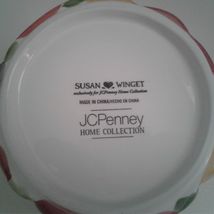 SUSAN WINGET
exclusively for JCPenney Home Collection
MADE IN CHINA/HECHO EN CHINA
JCPenney
HOME COLLECTION